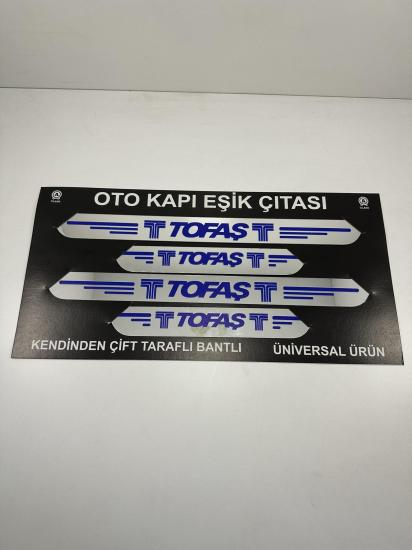 OTO KAPI EŞİK ÇITASI
T TOFAŞ T
T TOFAŞ T
T TOFAŞ T
T TOFAŞ T
KENDİNDEN ÇİFT TARAFLI BANTLI ÜNİVERSAL ÜRÜN